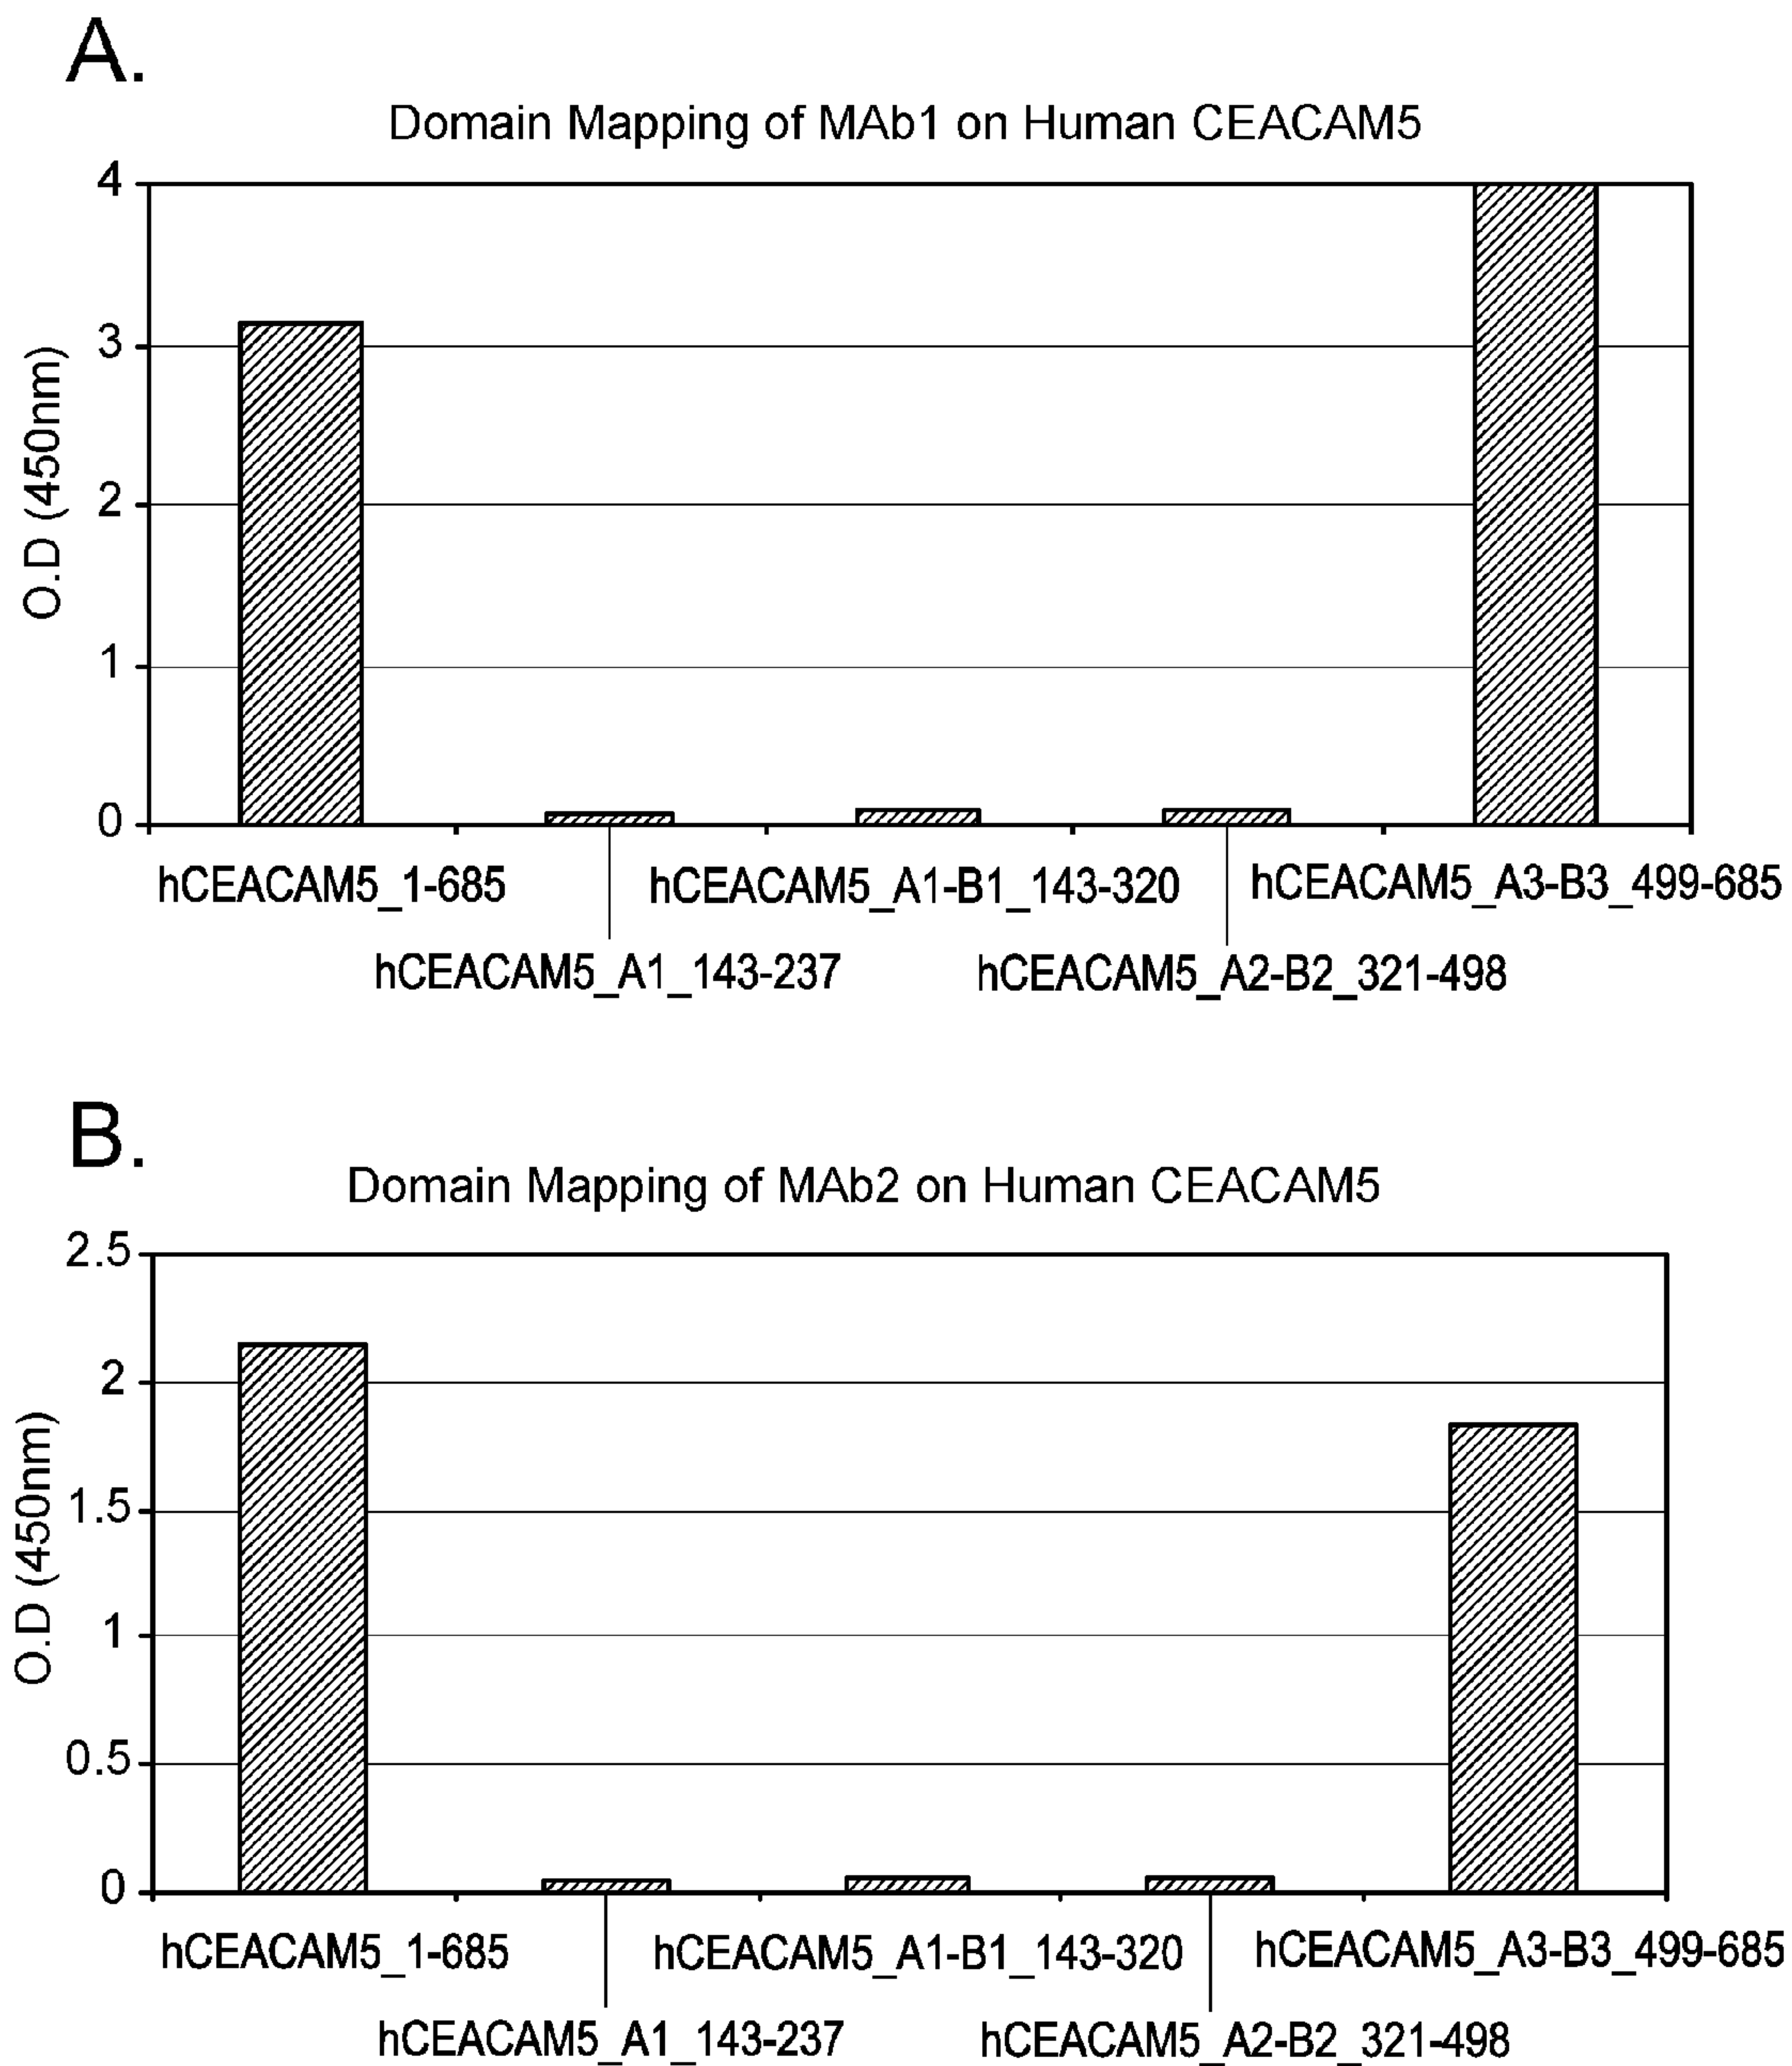 A.
Domain Mapping of MAb1 on Human CEACAM5
4
3
2
1
0
O.D (450nm)
hCEACAM5_1-685
hCEACAM5_A1-B1_143-320
hCEACAM5_A3-B3_499-685
hCEACAM5_A1_143-237
hCEACAM5_A2-B2_321-498
B.
Domain Mapping of MAb2 on Human CEACAM5
2.5
2
1.5
1
0.5
0
O.D (450nm)
hCEACAM5_1-685
hCEACAM5_A1-B1_143-320
hCEACAM5_A3-B3_499-685
hCEACAM5_A1_143-237
hCEACAM5_A2-B2_321-498